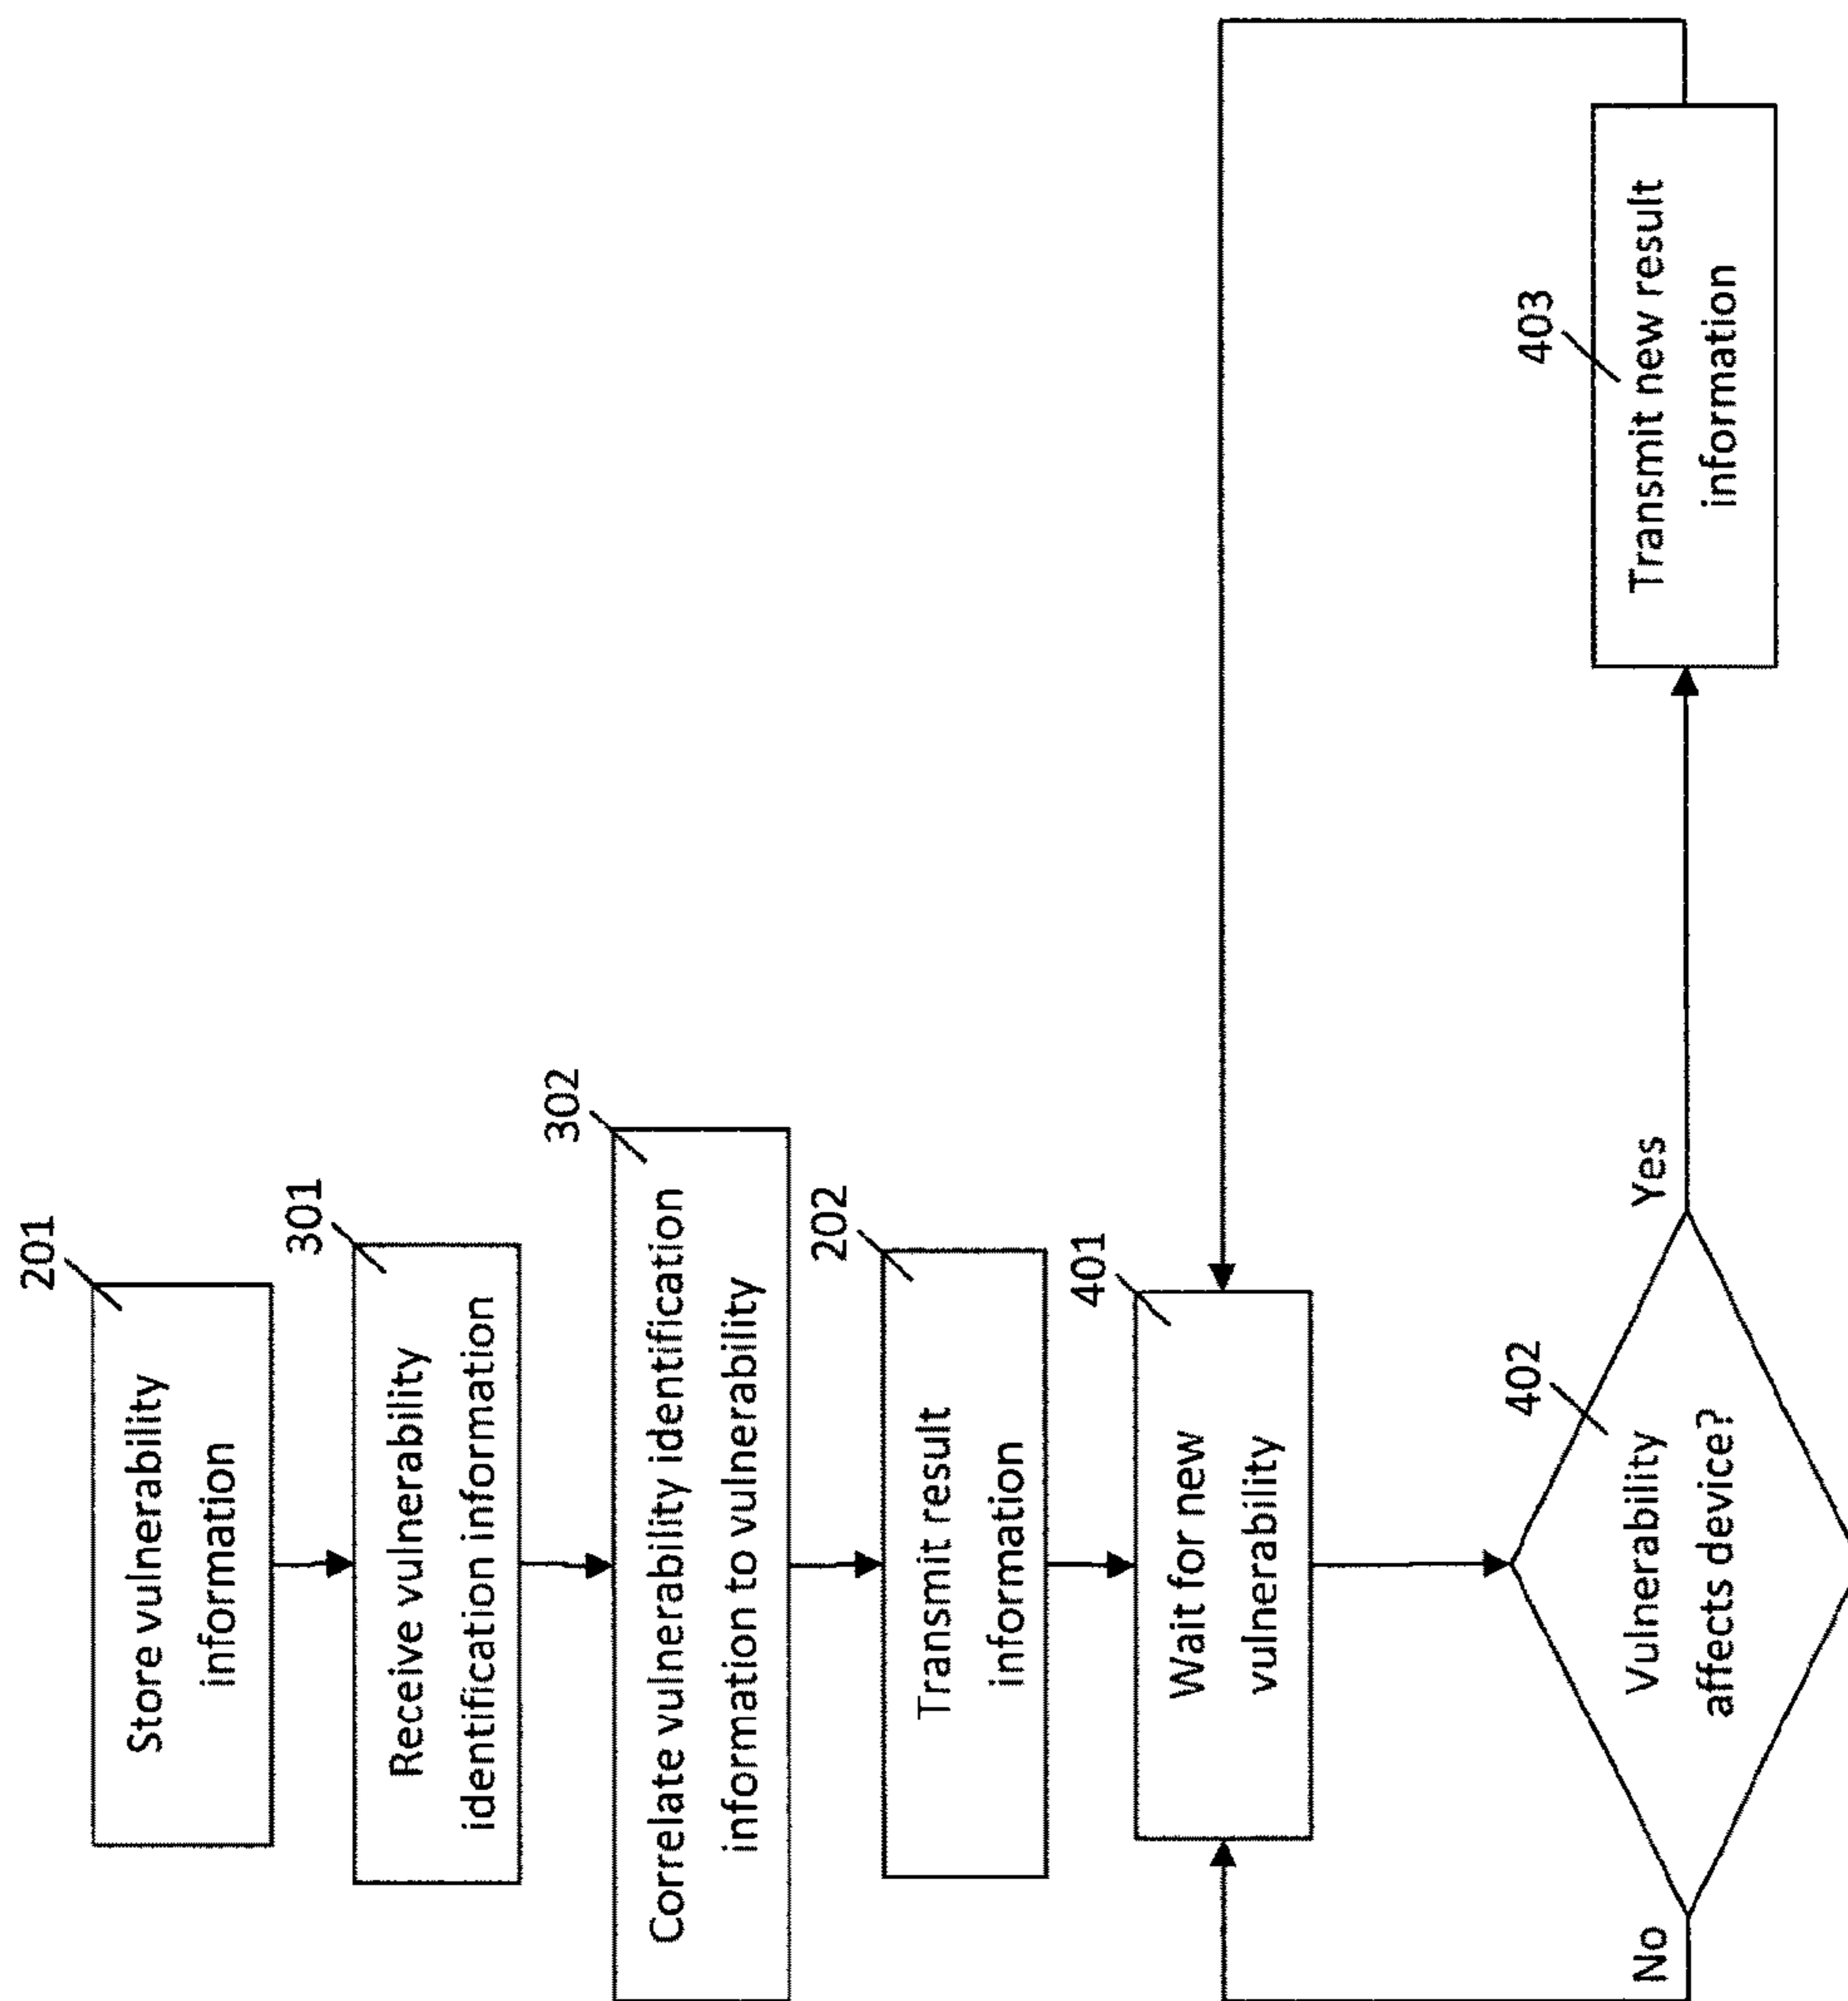 201
Store vulnerability
information
301
Receive vulnerability
identification information
302
Correlate vulnerability identification
information to vulnerability
202
Transmit result
information
401
Wait for new
vulnerability
402
Vulnerability
affects device?
No
Yes
403
Transmit new result
information